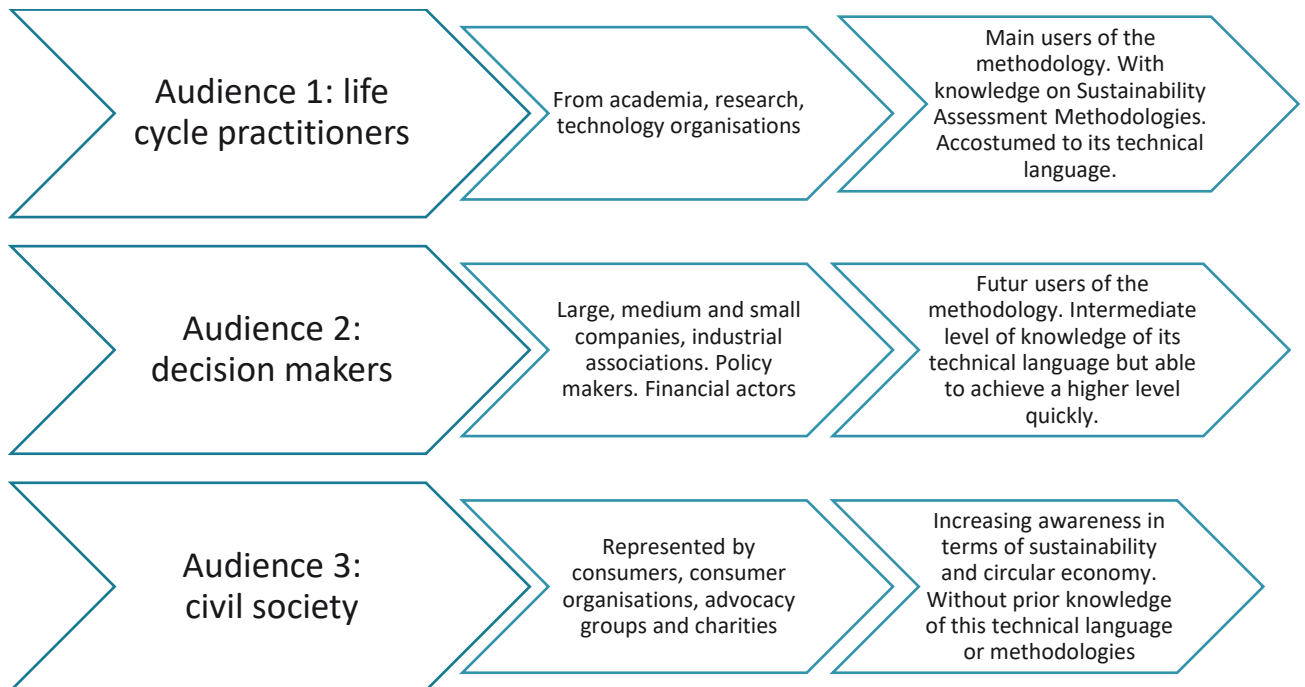 Audience 1: life
cycle practitioners
From academia, research,
technology organisations
Main users of the
methodology. With
knowledge on Sustainability
Assessment Methodologies.
Accostumed to its technical
language.
Audience 2:
decision makers
Large, medium and small
companies, industrial
associations. Policy
makers. Financial actors
Futur users of the
methodology. Intermediate
level of knowledge of its
technical language but able
to achieve a higher level
quickly.
Audience 3:
civil society
Represented by
consumers, consumer
organisations, advocacy
groups and charities
Increasing awareness in
terms of sustainability
and circular economy.
Without prior knowledge
of this technical language
or methodologies